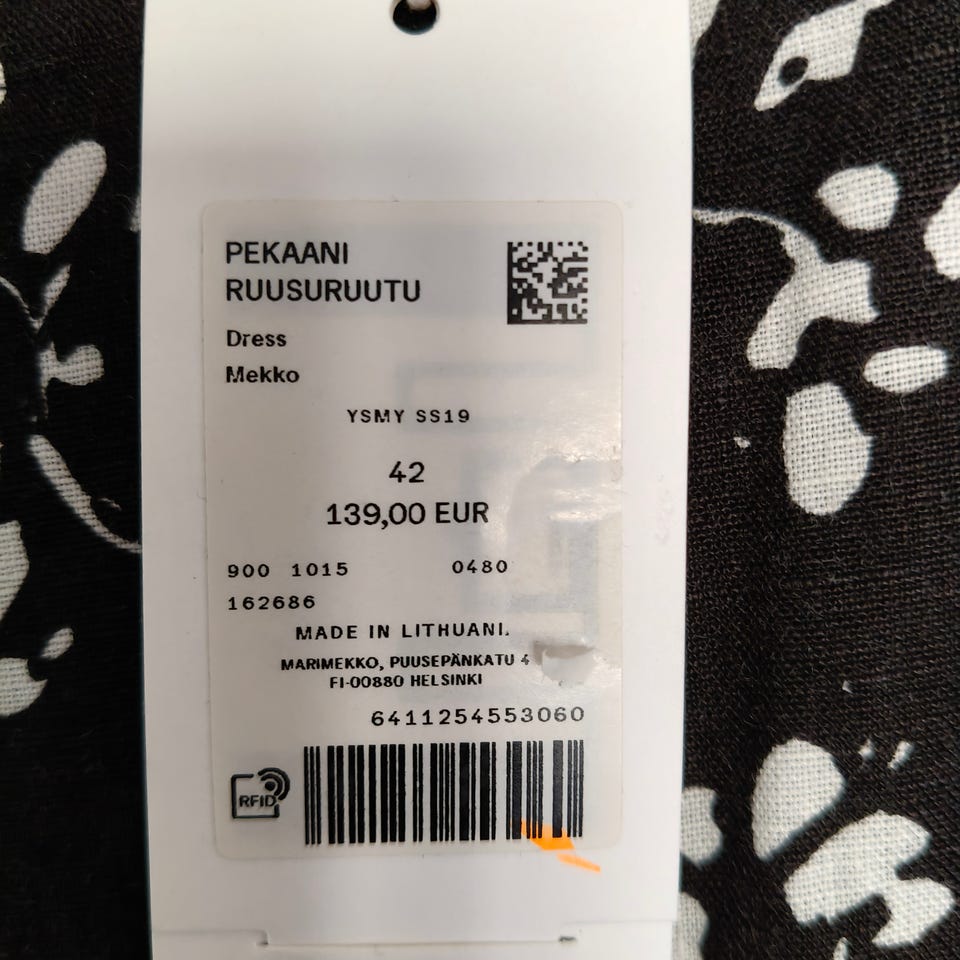 PEKAANI
RUUSURUUTU
Dress
Mekko
YSMY SS19
42
139,00 EUR
900 1015 0480
162686
MADE IN LITHUANI
MARIMEKKO, PUUSEPÄNKATU 4
FI-00880 HELSINKI
6411254553060
RFID